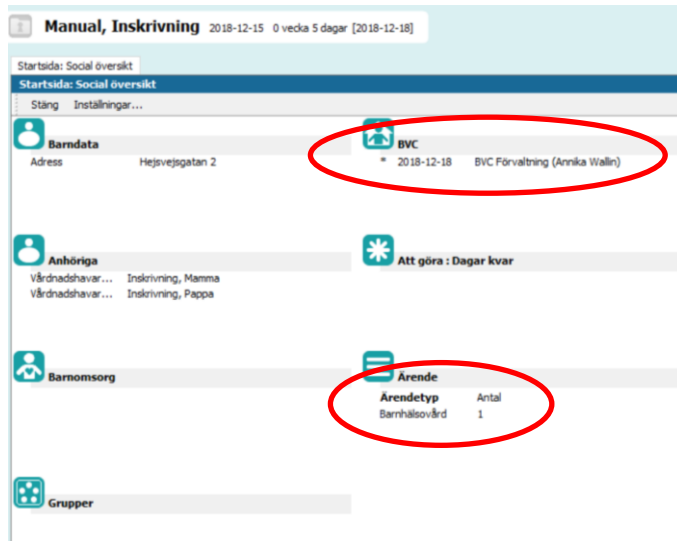 Manual, Inskrivning 2018-12-15 0 vecka 5 dagar [2018-12-18]
Startsida: Social översikt
Startsida: Social översikt
Stäng Inställningar...
Barndata
Adress Hejsvejsgatan 2
BVC
* 2018-12-18 BVC Förvaltning (Annika Wallin)
Anhöriga
Vårdnadshavar... Inskrivning, Mamma
Vårdnadshavar... Inskrivning, Pappa
Att göra : Dagar kvar
Barnomsorg
Ärende
Ärendetyp Antal
Barnhälsovård 1
Grupper